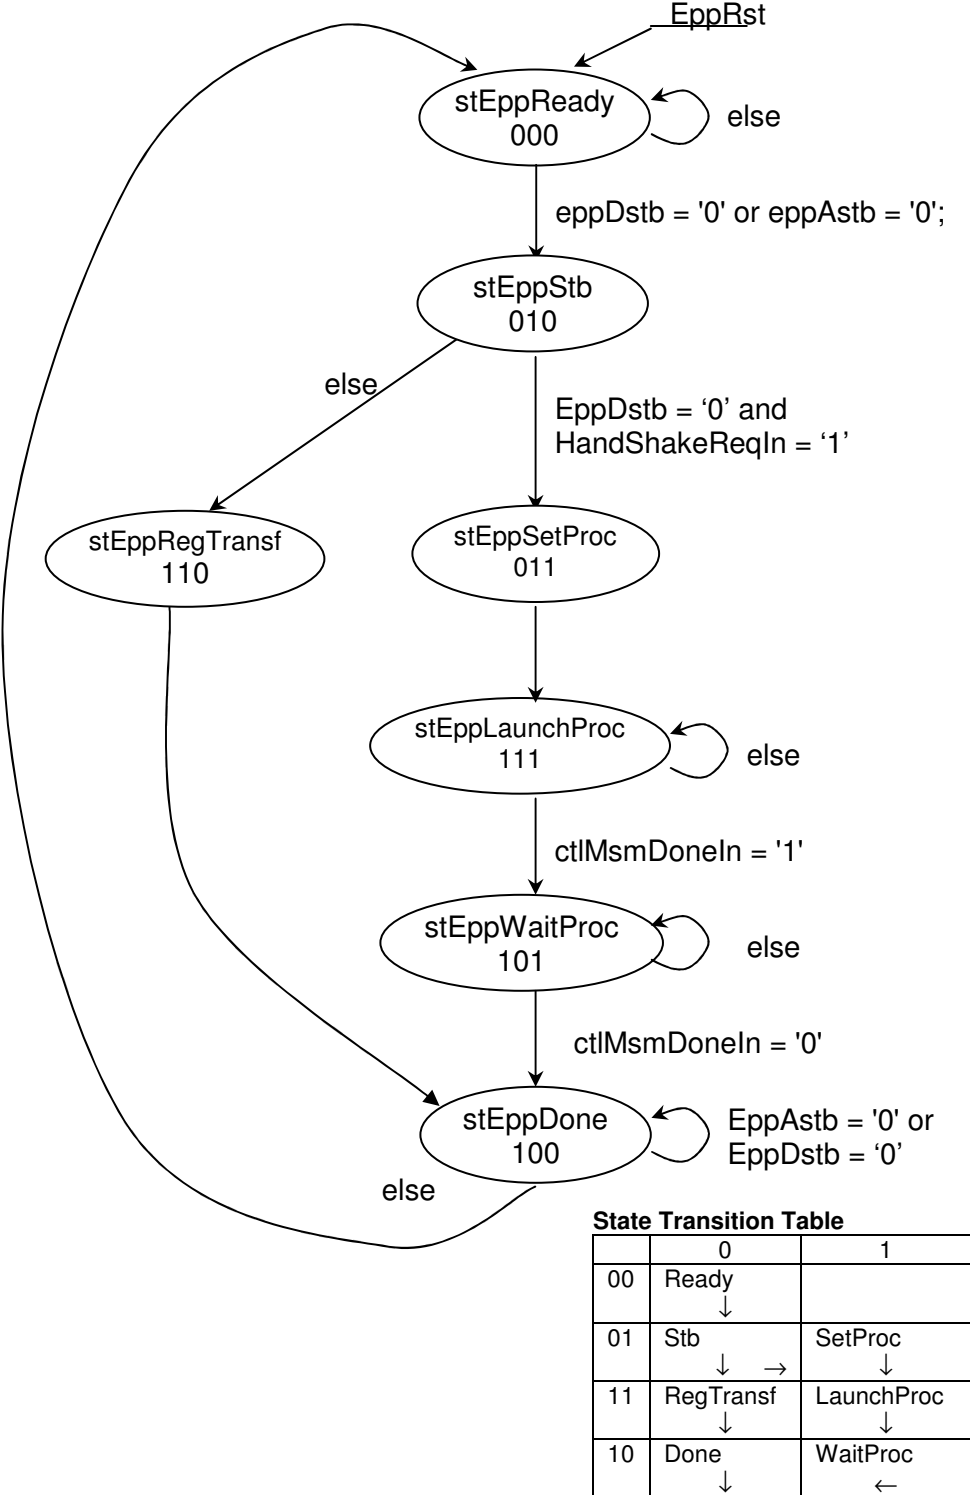 EppRst
stEppReady
000
else
eppDstb = '0' or eppAstb = '0';
stEppStb
010
else
EppDstb = ‘0’ and
HandShakeReqIn = ‘1’
stEppRegTransf
110
stEppSetProc
011
stEppLaunchProc
111
else
ctlMsmDoneIn = '1'
stEppWaitProc
101
else
ctlMsmDoneIn = '0'
stEppDone
100
EppAstb = '0' or
EppDstb = ‘0’
else
State Transition Table
0 1
00 Ready
↓
01 Stb SetProc
↓ → ↓
11 RegTransf LaunchProc
↓ ↓
10 Done WaitProc
↓ ←